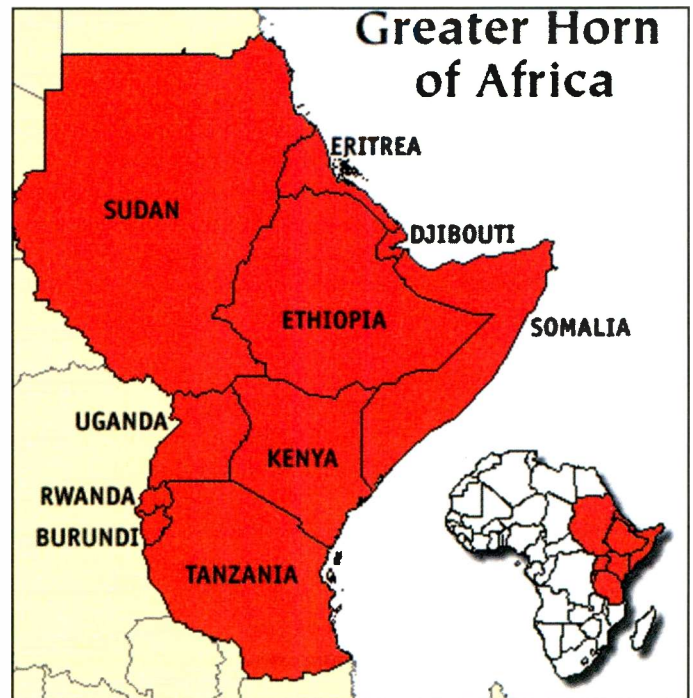 Greater Horn
of Africa
ERITREA
SUDAN
DJIBOUTI
ETHIOPIA
SOMALIA
UGANDA
KENYA
RWANDA
BURUNDI
TANZANIA